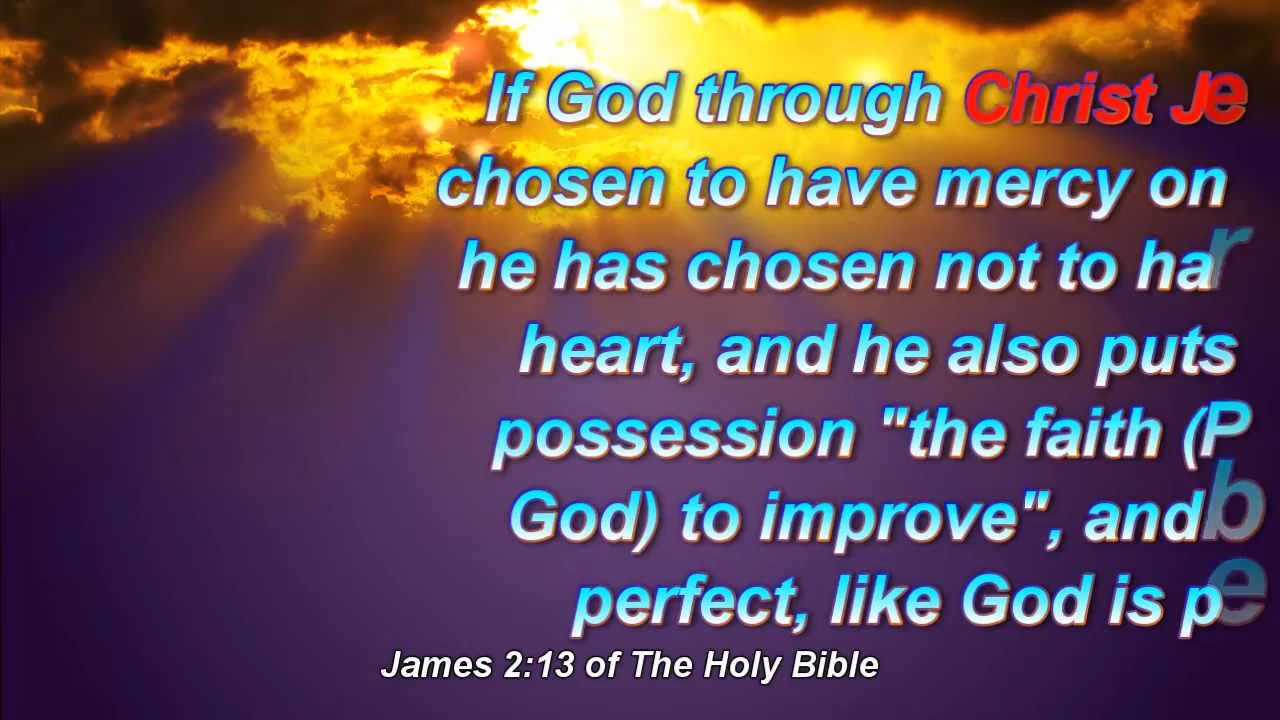 If God through Christ Je
chosen to have mercy on
he has chosen not to har
heart, and he also puts
possession "the faith (P
God) to improve", and b
perfect, like God is pe
James 2:13 of The Holy Bible